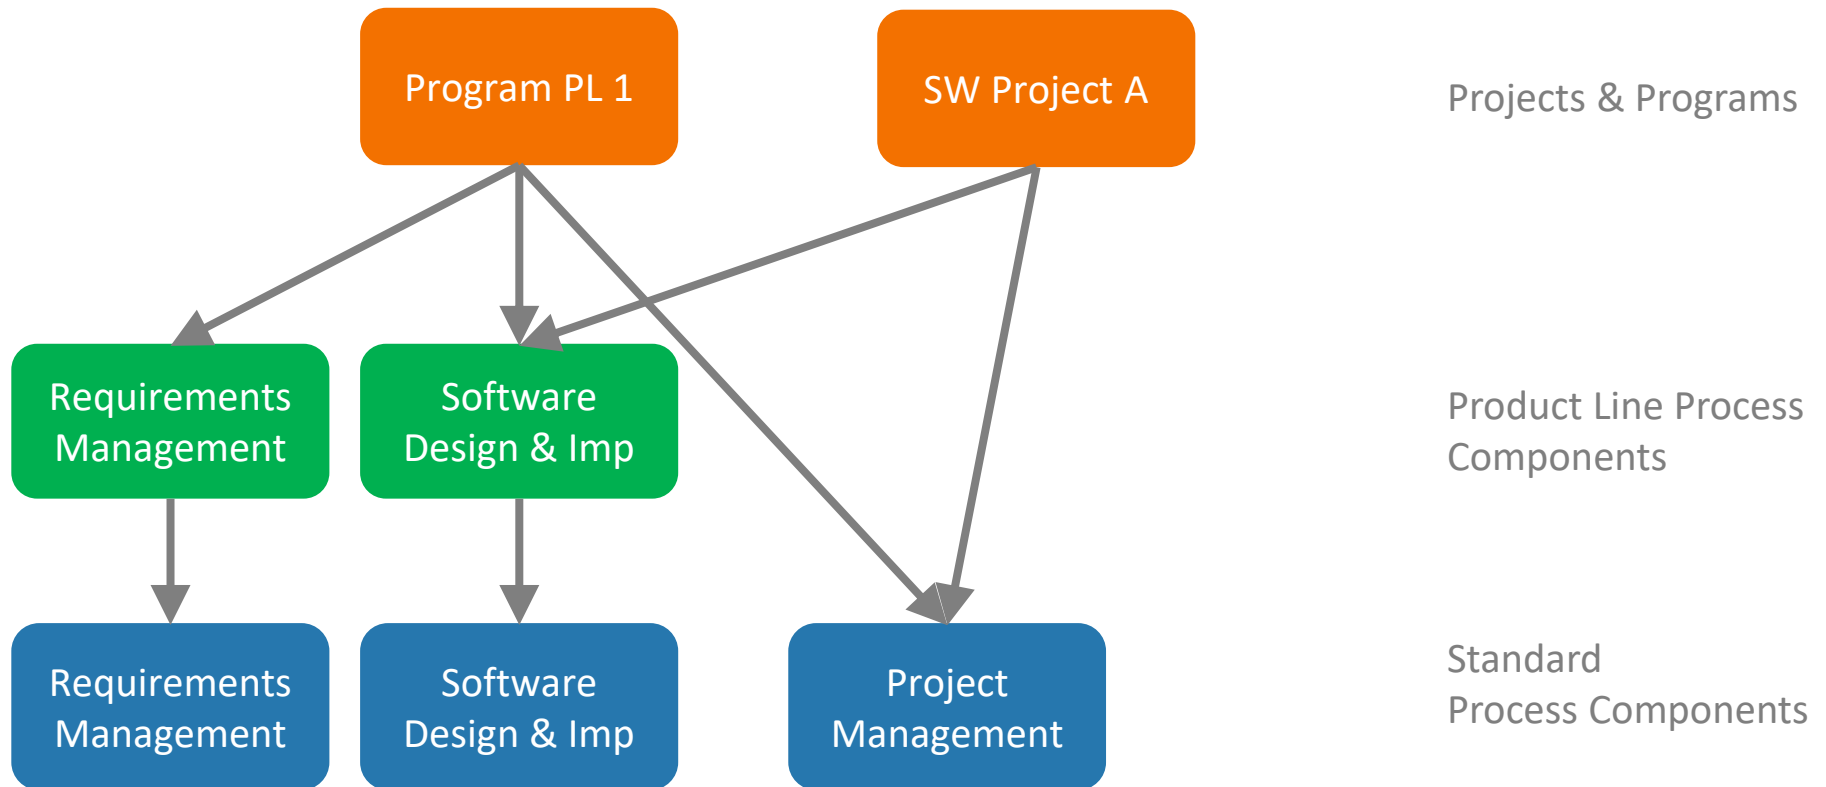 Program PL 1
SW Project A
Projects & Programs
Requirements
Management
Software
Design & Imp
Product Line Process
Components
Requirements
Management
Software
Design & Imp
Project
Management
Standard
Process Components